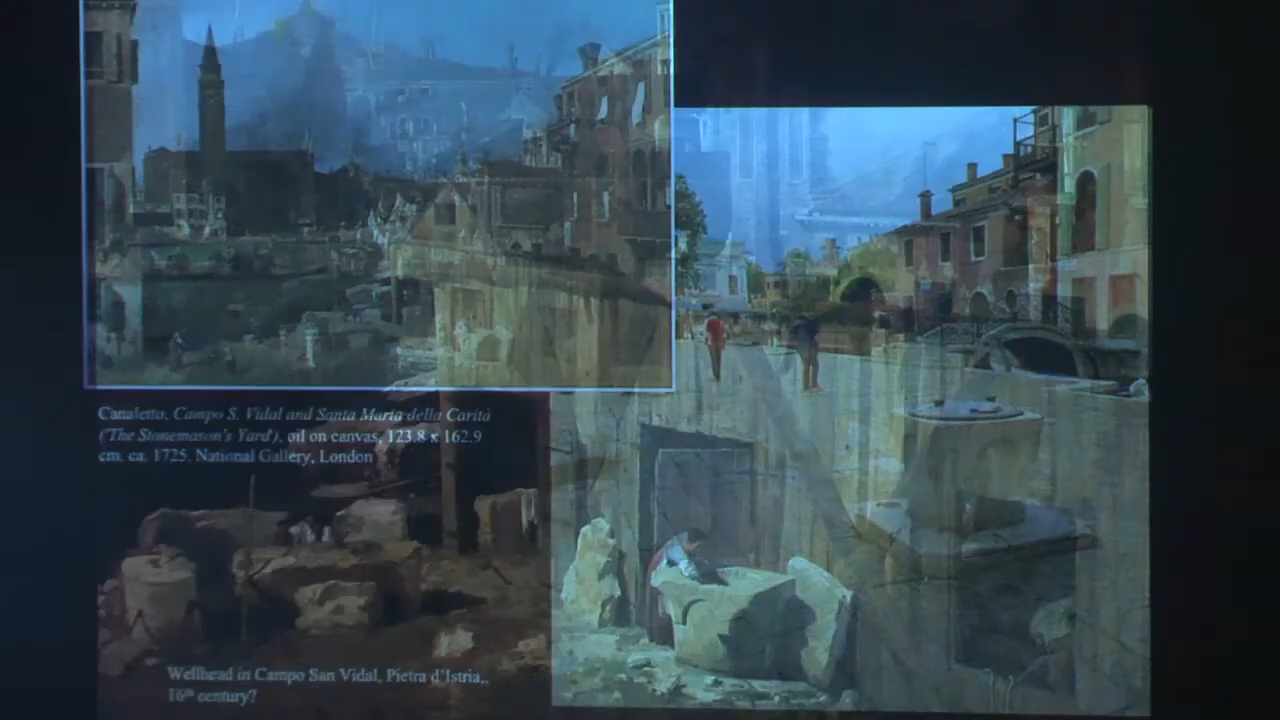 Canaletto, Campo S. Vidal and Santa Maria della Carità
('The Stonemason's Yard'), oil on canvas, 123.8 x 162.9
cm, ca. 1725, National Gallery, London
Wellhead in Campo San Vidal, Pietra d'Istria,,
16th century?